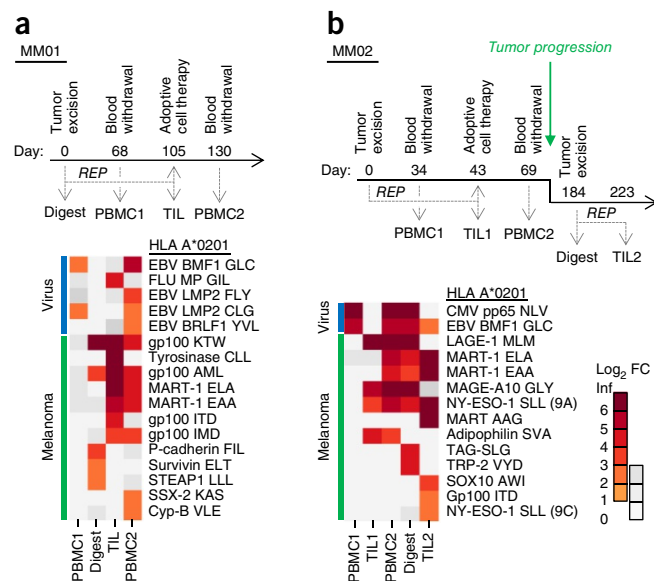 a
MM01
Tumor excision
Blood withdrawal
Adoptive cell therapy
Blood withdrawal
Day: 0 68 105 130
REP
Digest PBMC1 TIL PBMC2
HLA A*0201
Virus
EBV BMF1 GLC
FLU MP GIL
EBV LMP2 FLY
EBV LMP2 CLG
EBV BRLF1 YVL
Melanoma
gp100 KTW
Tyrosinase CLL
gp100 AML
MART-1 ELA
MART-1 EAA
gp100 ITD
gp100 IMD
P-cadherin FIL
Survivin ELT
STEAP1 LLL
SSX-2 KAS
Cyp-B VLE
PBMC1
Digest
TIL
PBMC2
b
MM02
Tumor progression
Tumor excision
Blood withdrawal
Adoptive cell therapy
Blood withdrawal
Tumor excision
Day: 0 34 43 69 184 223
REP
REP
PBMC1 TIL1 PBMC2
Digest TIL2
HLA A*0201
Virus
CMV pp65 NLV
EBV BMF1 GLC
Melanoma
LAGE-1 MLM
MART-1 ELA
MART-1 EAA
MAGE-A10 GLY
NY-ESO-1 SLL (9A)
MART AAG
Adipophilin SVA
TAG-SLG
TRP-2 VYD
SOX10 AWI
Gp100 ITD
NY-ESO-1 SLL (9C)
PBMC1
TIL1
PBMC2
Digest
TIL2
Log2 FC
Inf
6
5
4
3
2
1
0